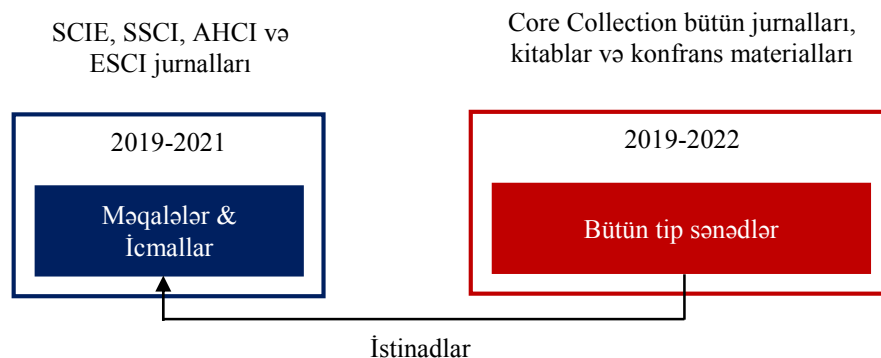 SCIE, SSCI, AHCI və
ESCI jurnalları
2019-2021
Məqalələr &
İcmallar
Core Collection bütün jurnalları,
kitablar və konfrans materialları
2019-2022
Bütün tip sənədlər
İstinadlar